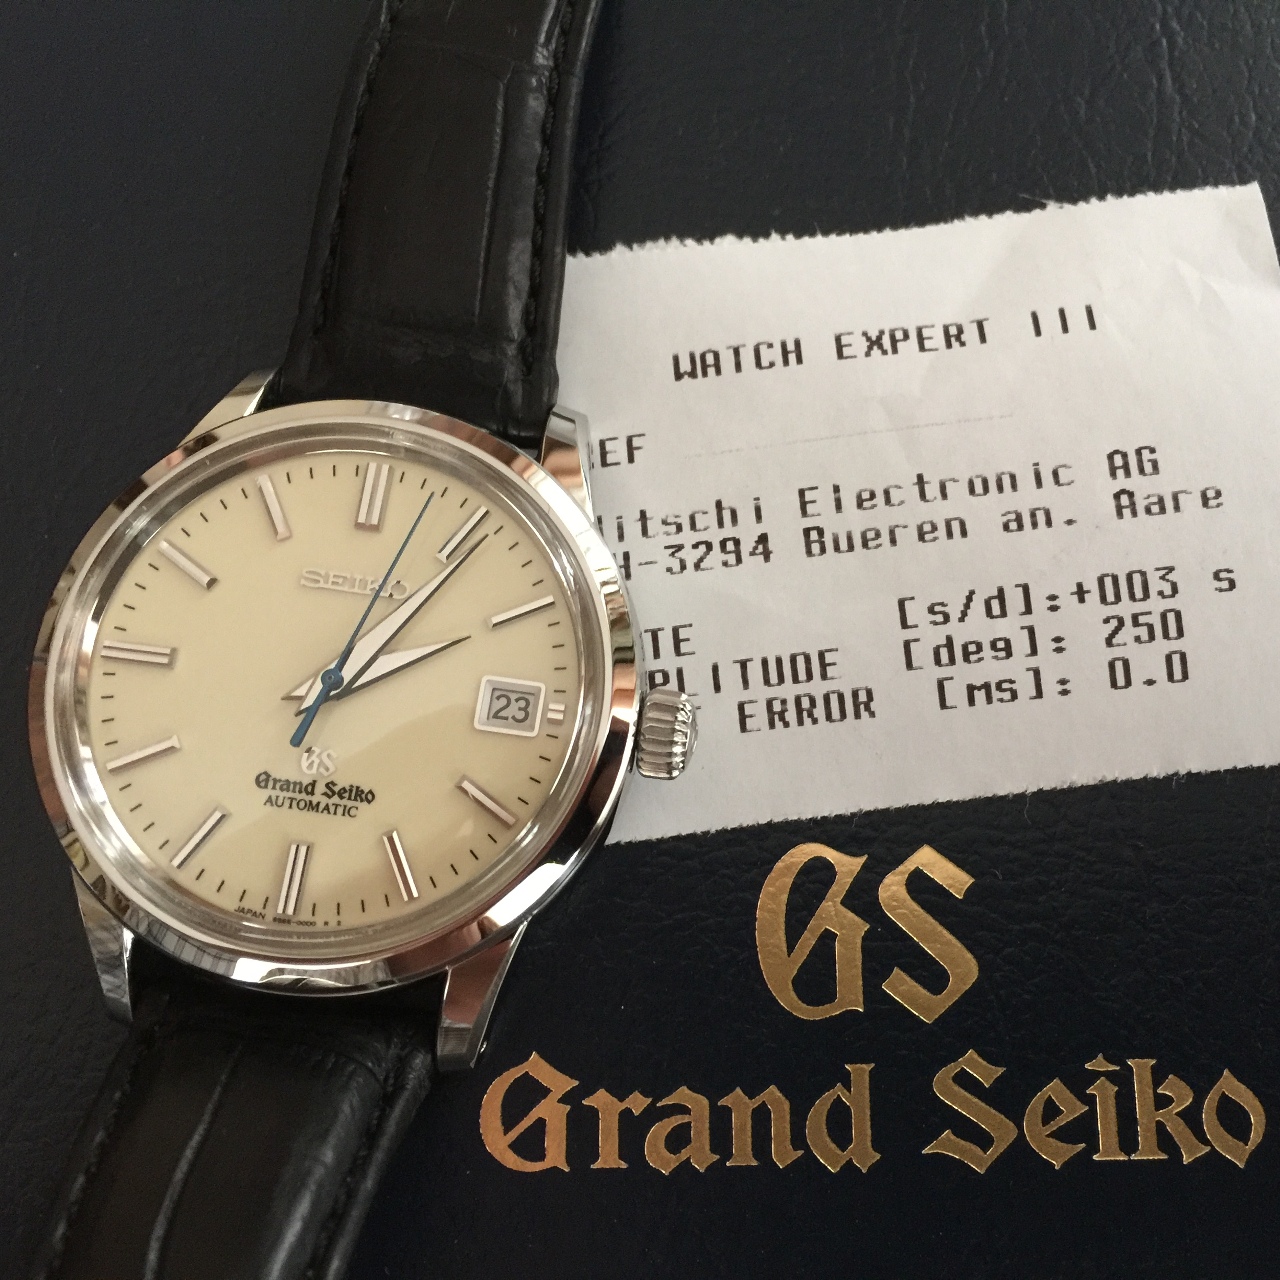 WATCH EXPERT III
EF
itschi Electronic AG
H-3294 Bueren an. Aare
TE [s/d]:+003 s
PLITUDE [deg]: 250
ERROR [ms]: 0.0
SEIKO
23
GS
Grand Seiko
AUTOMATIC
JAPAN
GS
Grand Seiko